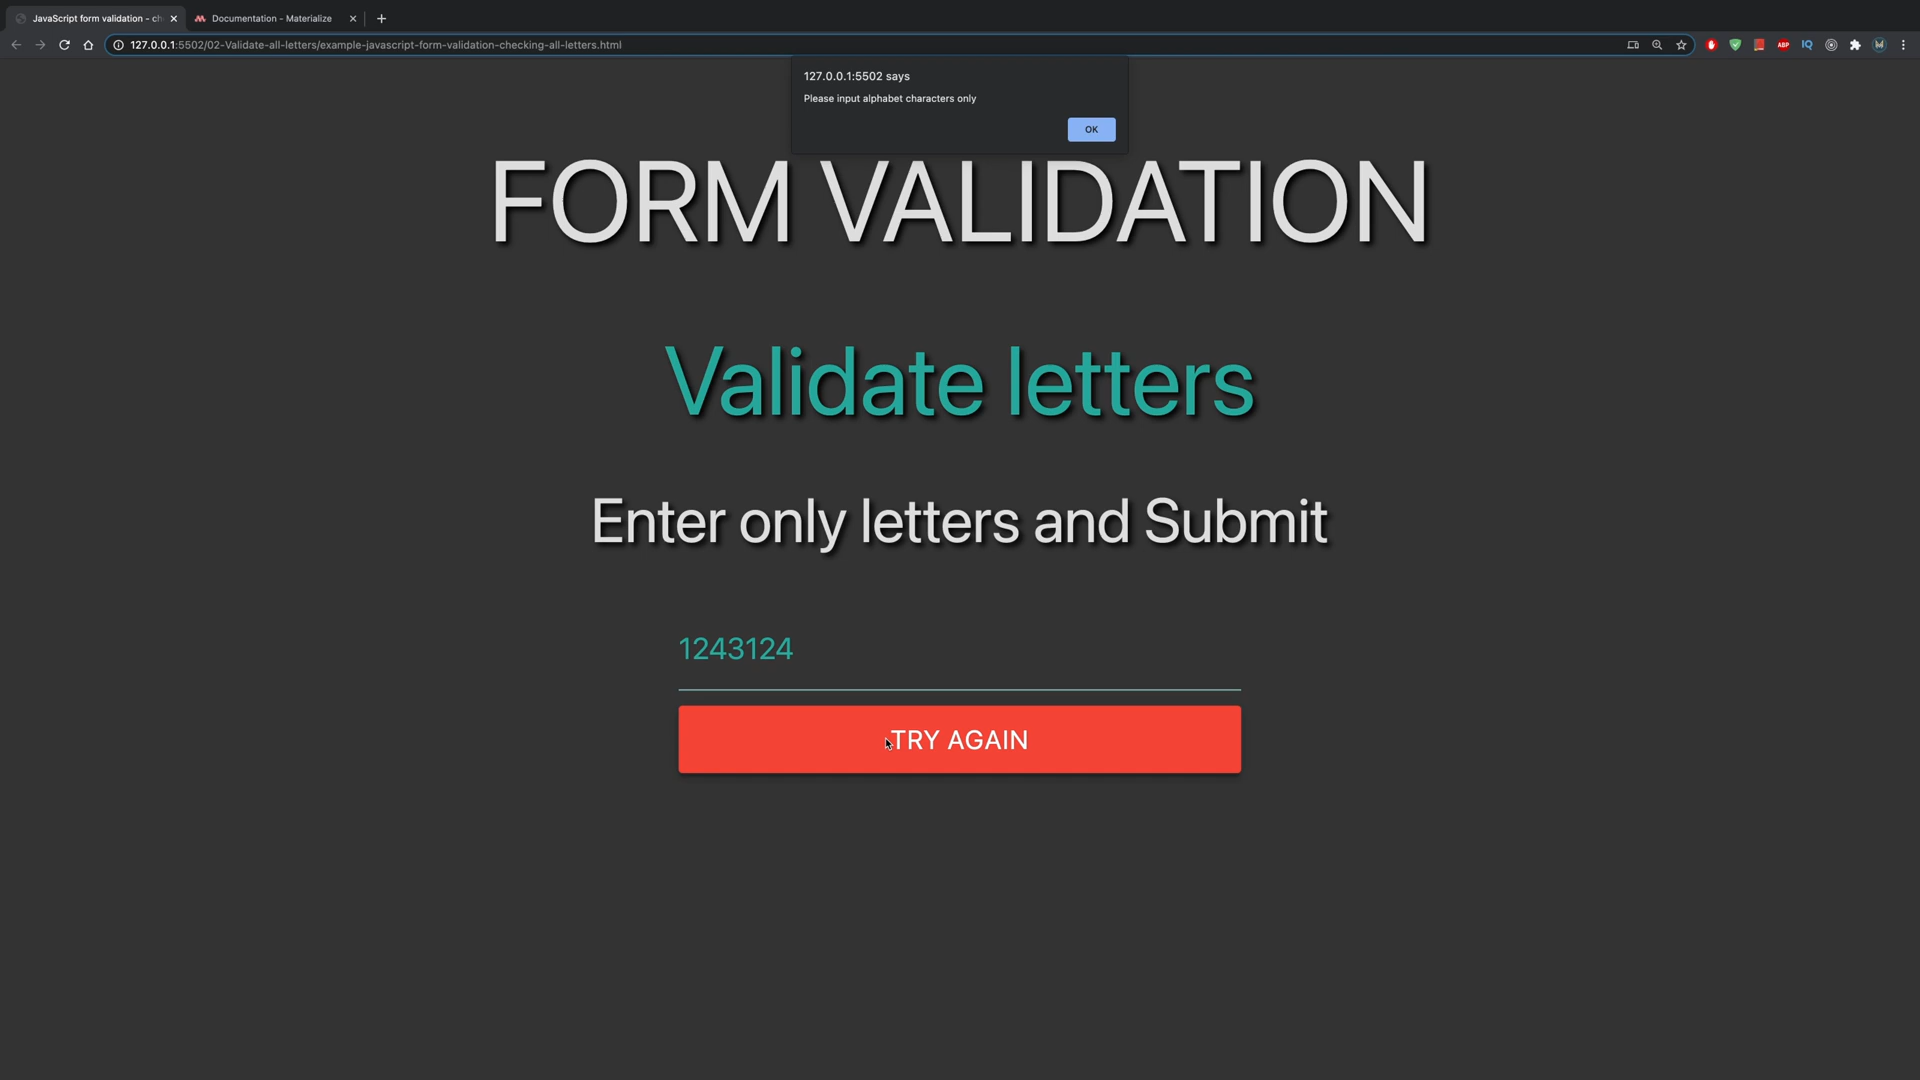 JavaScript form validation - ch
Documentation - Materialize
127.0.0.1:5502/02-Validate-all-letters/example-javascript-form-validation-checking-all-letters.html
ABP
IQ
M
127.0.0.1:5502 says
Please input alphabet characters only
OK
FORM VALIDATION
Validate letters
Enter only letters and Submit
1243124
TRY AGAIN